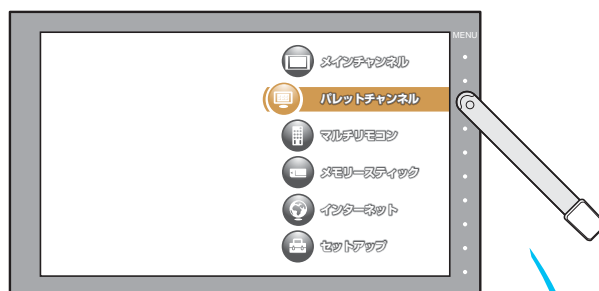 MENU
メインチャンネル
パレットチャンネル
マルチリモコン
メモリースティック
インターネット
セットアップ